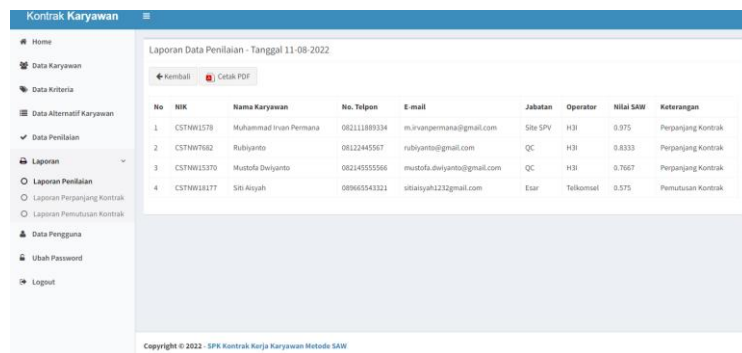 Kontrak Karyawan
Home
Data Karyawan
Data Kriteria
Data Alternatif Karyawan
Data Penilaian
Laporan
Laporan Penilaian
Laporan Perpanjang Kontrak
Laporan Pemutusan Kontrak
Data Pengguna
Ubah Password
Logout
Laporan Data Penilaian - Tanggal 11-08-2022
Kembali Cetak PDF
No NIK Nama Karyawan No. Telpon E-mail Jabatan Operator Nilai SAW Keterangan
1 CSTNW1578 Muhammad Irvan Permana 082111889334 m.irvanpermana@gmail.com Site SPV H3I 0.975 Perpanjang Kontrak
2 CSTNW7682 Rubiyanto 08122445567 rubiyanto@gmail.com QC H3I 0.8333 Perpanjang Kontrak
3 CSTNW15370 Mustofa Dwiyanto 082145555566 mustofa.dwiyanto@gmail.com QC H3I 0.7667 Perpanjang Kontrak
4 CSTNW18177 Siti Aisyah 089665543321 sitiaisyah1232gmail.com Esar Telkomsel 0.575 Pemutusan Kontrak
Copyright © 2022 - SPK Kontrak Kerja Karyawan Metode SAW